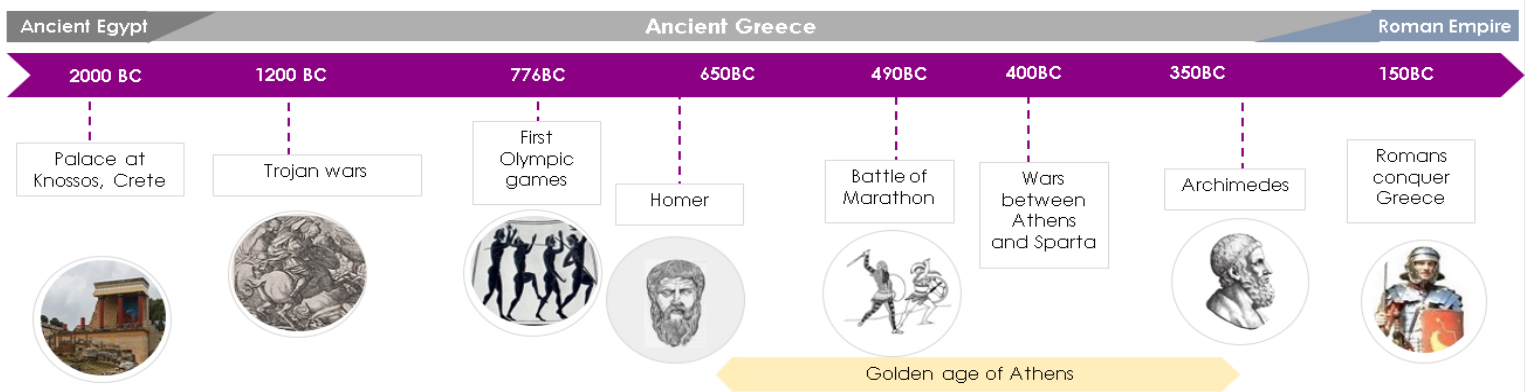 Ancient Egypt
Ancient Greece
Roman Empire
2000 BC
1200 BC
776BC
650BC
490BC
400BC
350BC
150BC
Palace at
Knossos, Crete
Trojan wars
First
Olympic
games
Homer
Battle of
Marathon
Wars
between
Athens
and Sparta
Archimedes
Romans
conquer
Greece
Golden age of Athens